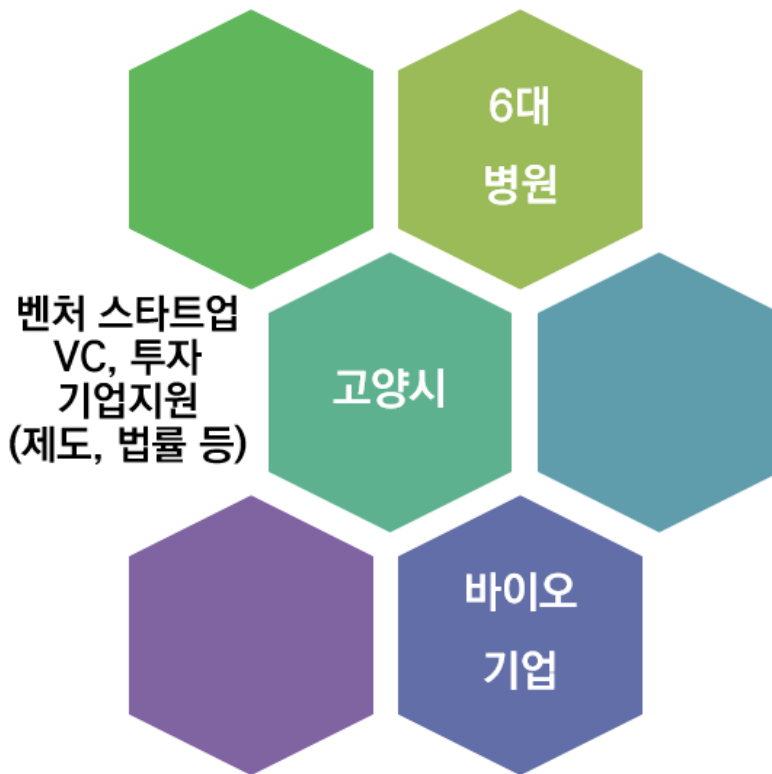 6대
병원
벤처 스타트업
VC, 투자
기업지원
(제도, 법률 등)
고양시
바이오
기업